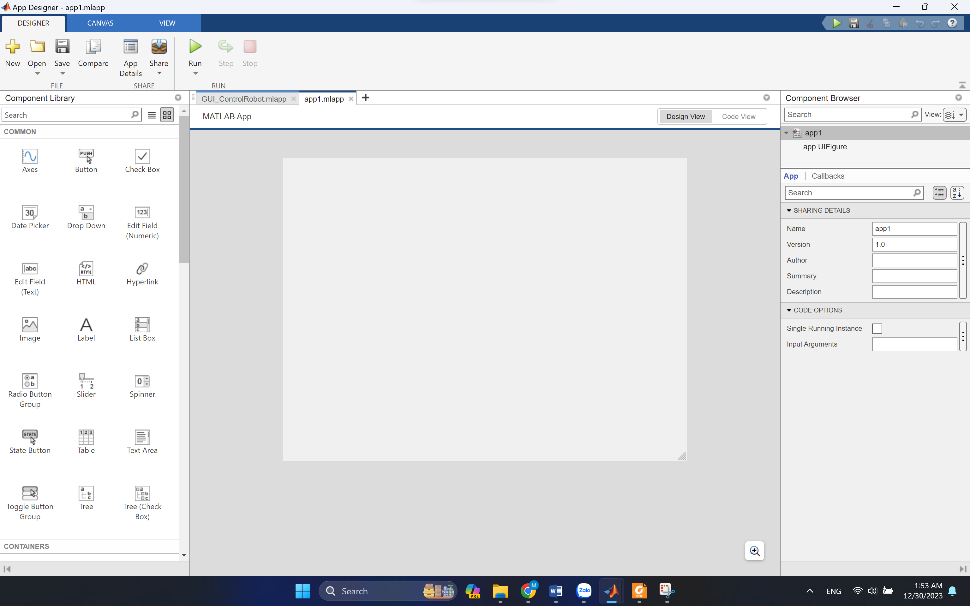 App Designer - app1.mlapp
DESIGNER CANVAS VIEW
New Open Save Compare App Details Share Run Step Stop
FILE SHARE RUN
Component Library
Search
COMMON
Axes Button Check Box
Date Picker Drop Down Edit Field (Numeric)
Edit Field (Text) HTML Hyperlink
Image Label List Box
Radio Button Group Slider Spinner
State Button Table Text Area
Toggle Button Group Tree Tree (Check Box)
CONTAINERS
GUI_ControlRobot.mlapp app1.mlapp
MATLAB App Design View Code View
Component Browser
Search View:
app1
app.UIFigure
App Callbacks
Search
SHARING DETAILS
Name app1
Version 1.0
Author
Summary
Description
CODE OPTIONS
Single Running Instance
Input Arguments
Search
ENG
1:53 AM
12/30/2023